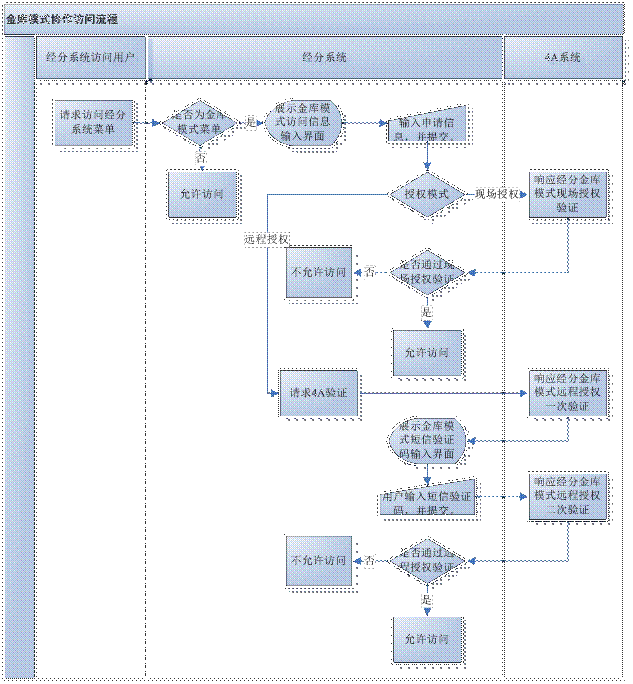 金库模式协作访问流程
经分系统访问用户
经分系统
4A系统
请求访问经分
系统菜单
是否为金库
模式菜单
是
展示金库模
式访问信息
输入界面
输入申请信
息，并提交。
否
允许访问
授权模式
现场授权
响应经分金库
模式现场授权
验证
远程授权
不允许访问
否
是否通过现
场授权验证
是
允许访问
请求4A验证
响应经分金库
模式远程授权
一次验证
展示金库模
式短信验证
码输入界面
用户输入短信验证
码，并提交。
响应经分金库
模式远程授权
二次验证
不允许访问
否
是否通过远
程授权验证
是
允许访问